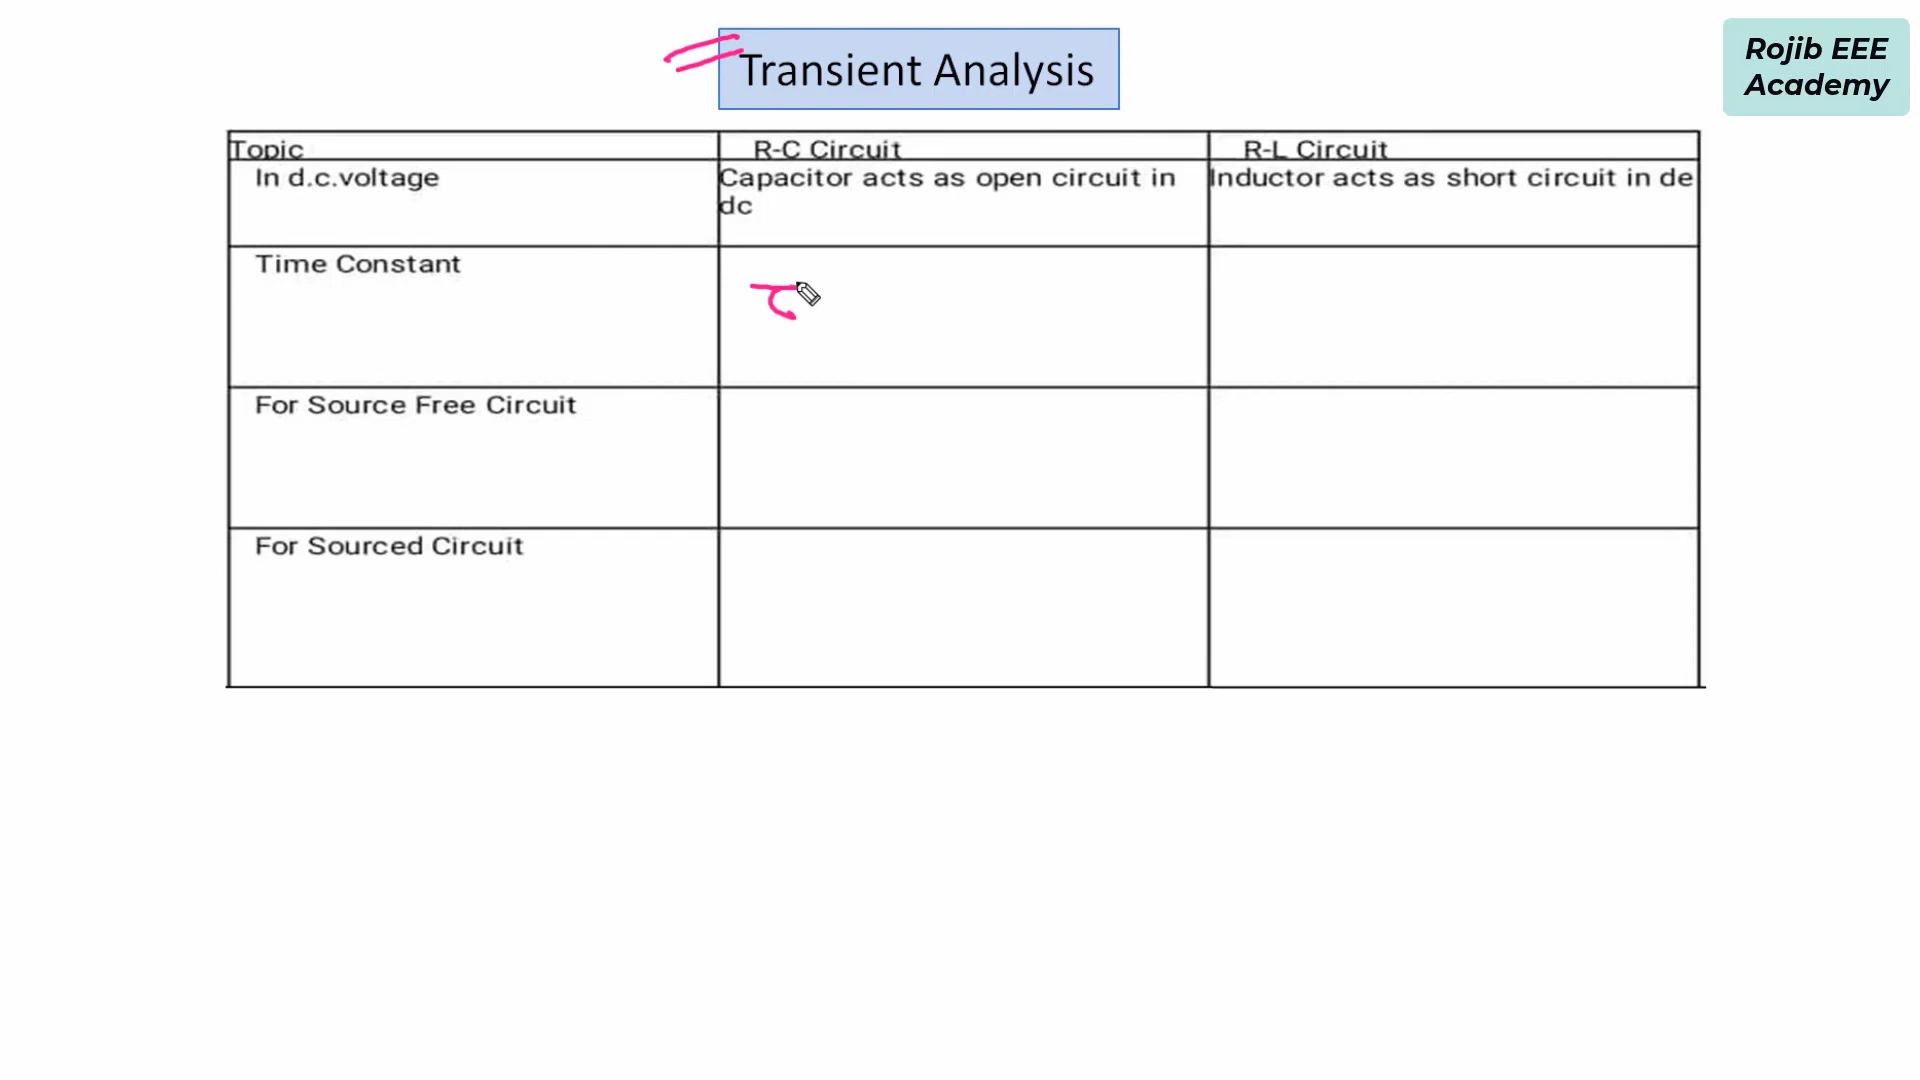 Transient Analysis
Rojib EEE
Academy
Topic
R-C Circuit
R-L Circuit
In d.c.voltage
Capacitor acts as open circuit in
dc
Inductor acts as short circuit in de
Time Constant
τ
For Source Free Circuit
For Sourced Circuit